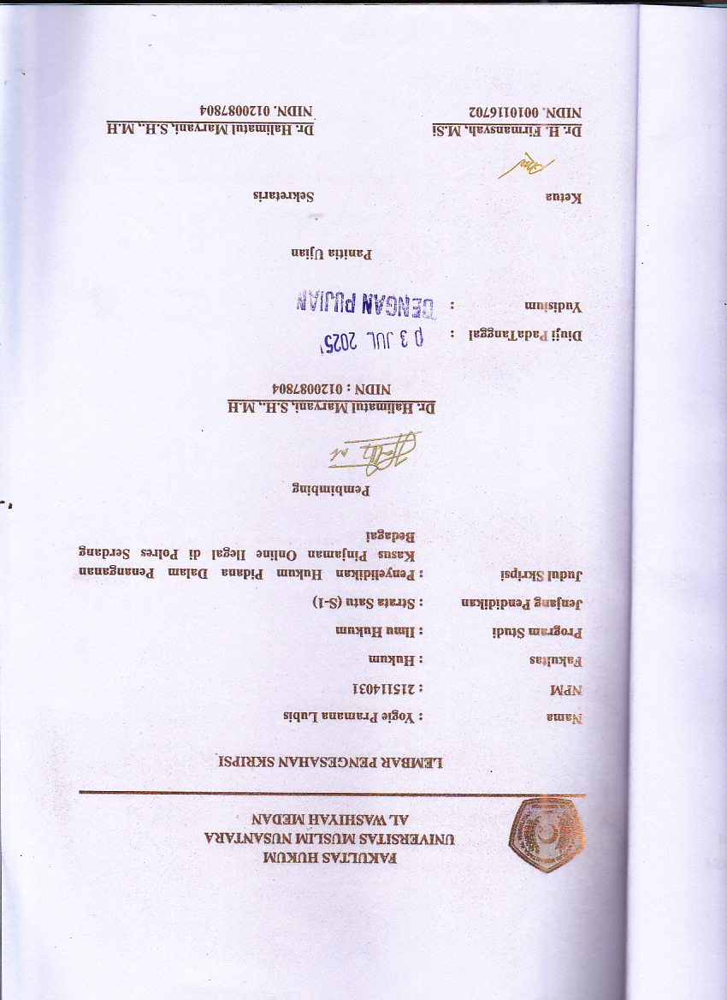 FAKULTAS HUKUM
UNIVERSITAS MUSLIM NUSANTARA
AL WASHIYAH MEDAN
LEMBAR PENGESAHAN SKRIPSI
Nama : Yogie Pramana Lubis
NPM : 215114031
Fakultas : Hukum
Program Studi : Ilmu Hukum
Jenjang Pendidikan : Strata Satu (S-1)
Judul Skripsi : Penyelidikan Hukum Pidana Dalam Penanganan
Kasus Pinjaman Online Ilegal di Polres Serdang
Bedagai
Pembimbing
Dr. Halimatul Maryani, S.H., M.H
NIDN : 0120087804
Diuji PadaTanggal : 03 JUL 2025
Yudisium : DENGAN PUJIAN
Panitia Ujian
Ketua Sekretaris
Dr. H. Firmansyah, M.Si Dr. Halimatul Maryani, S.H., M.H
NIDN. 0010116702 NIDN. 0120087804